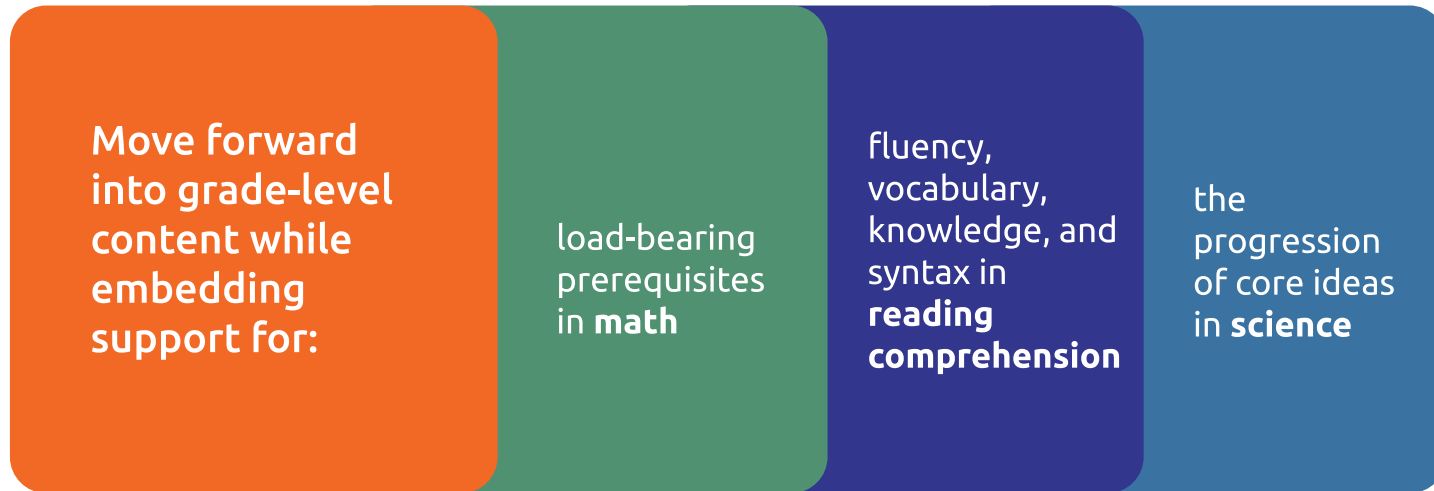 Move forward
into grade-level
content while
embedding
support for:
load-bearing
prerequisites
in math
fluency,
vocabulary,
knowledge, and
syntax in
reading
comprehension
the
progression
of core ideas
in science